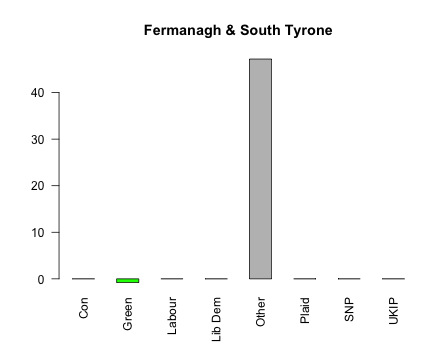 Fermanagh & South Tyrone
40
30
20
10
0
Con
Green
Labour
Lib Dem
Other
Plaid
SNP
UKIP